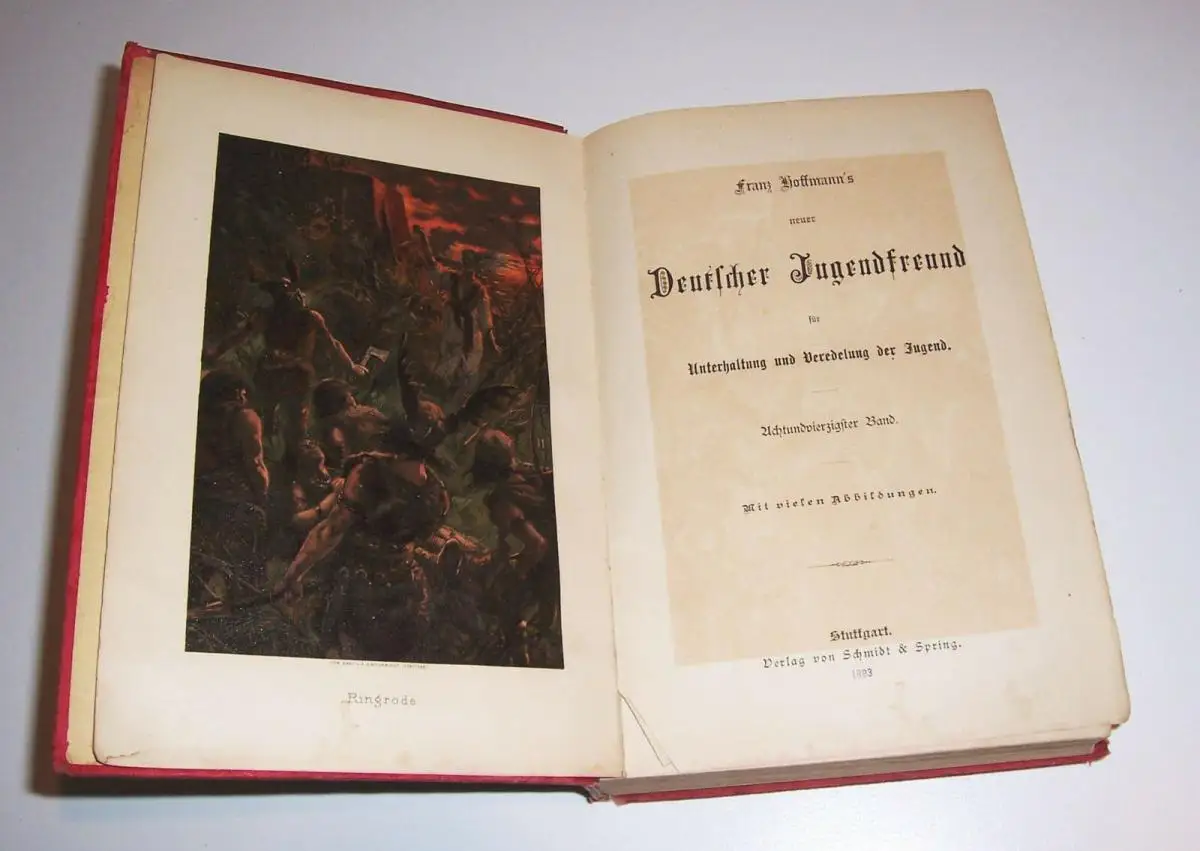 Ringrode
Franz Hoffmann's
neuer
Deutscher Jugendfreund
für
Unterhaltung und Veredelung der Jugend.
Achtundvierzigster Band.
Mit vielen Abbildungen.
Stuttgart.
Verlag von Schmidt & Spring.
1893